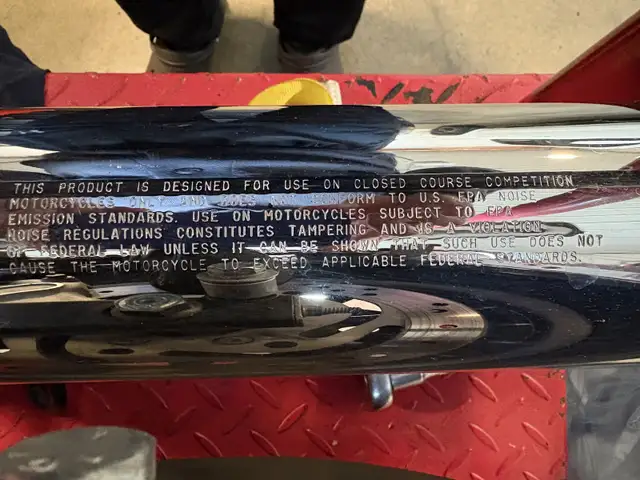 THIS PRODUCT IS DESIGNED FOR USE ON CLOSED COURSE COMPETITION
MOTORCYCLES ONLY AND DOES NOT CONFORM TO U.S. EPA NOISE
EMISSION STANDARDS. USE ON MOTORCYCLES SUBJECT TO EPA
NOISE REGULATIONS CONSTITUTES TAMPERING AND IS A VIOLATION
OF FEDERAL LAW UNLESS IT CAN BE SHOWN THAT SUCH USE DOES NOT
CAUSE THE MOTORCYCLE TO EXCEED APPLICABLE FEDERAL STANDARDS.